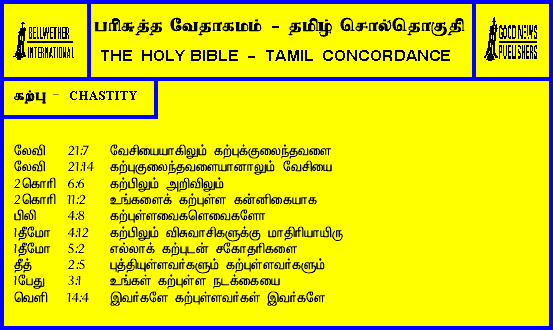 BELLWETHER
INTERNATIONAL
பரிசுத்த வேதாகமம் - தமிழ் சொல்தொகுதி
THE HOLY BIBLE - TAMIL CONCORDANCE
GOOD NEWS
PUBLISHERS
கற்பு - CHASTITY
லேவி 21:7 வேசியையாகிலும் கற்புக்குலைந்தவளை
லேவி 21:14 கற்புகுலைந்தவளையானாலும் வேசியை
2கொரி 6:6 கற்பிலும் அறிவிலும்
2கொரி 11:2 உங்களைக் கற்புள்ள கன்னிகையாக
பிலி 4:8 கற்புள்ளவைகளெவைகளோ
1தீமோ 4:12 கற்பிலும் விசுவாசிகளுக்கு மாதிரியாயிரு
1தீமோ 5:2 எல்லாக் கற்புடன் சகோதரிகளை
தீத் 2:5 புத்தியுள்ளவர்களும் கற்புள்ளவர்களும்
1பேது 3:1 உங்கள் கற்புள்ள நடக்கையை
வெளி 14:4 இவர்களே கற்புள்ளவர்கள் இவர்களே